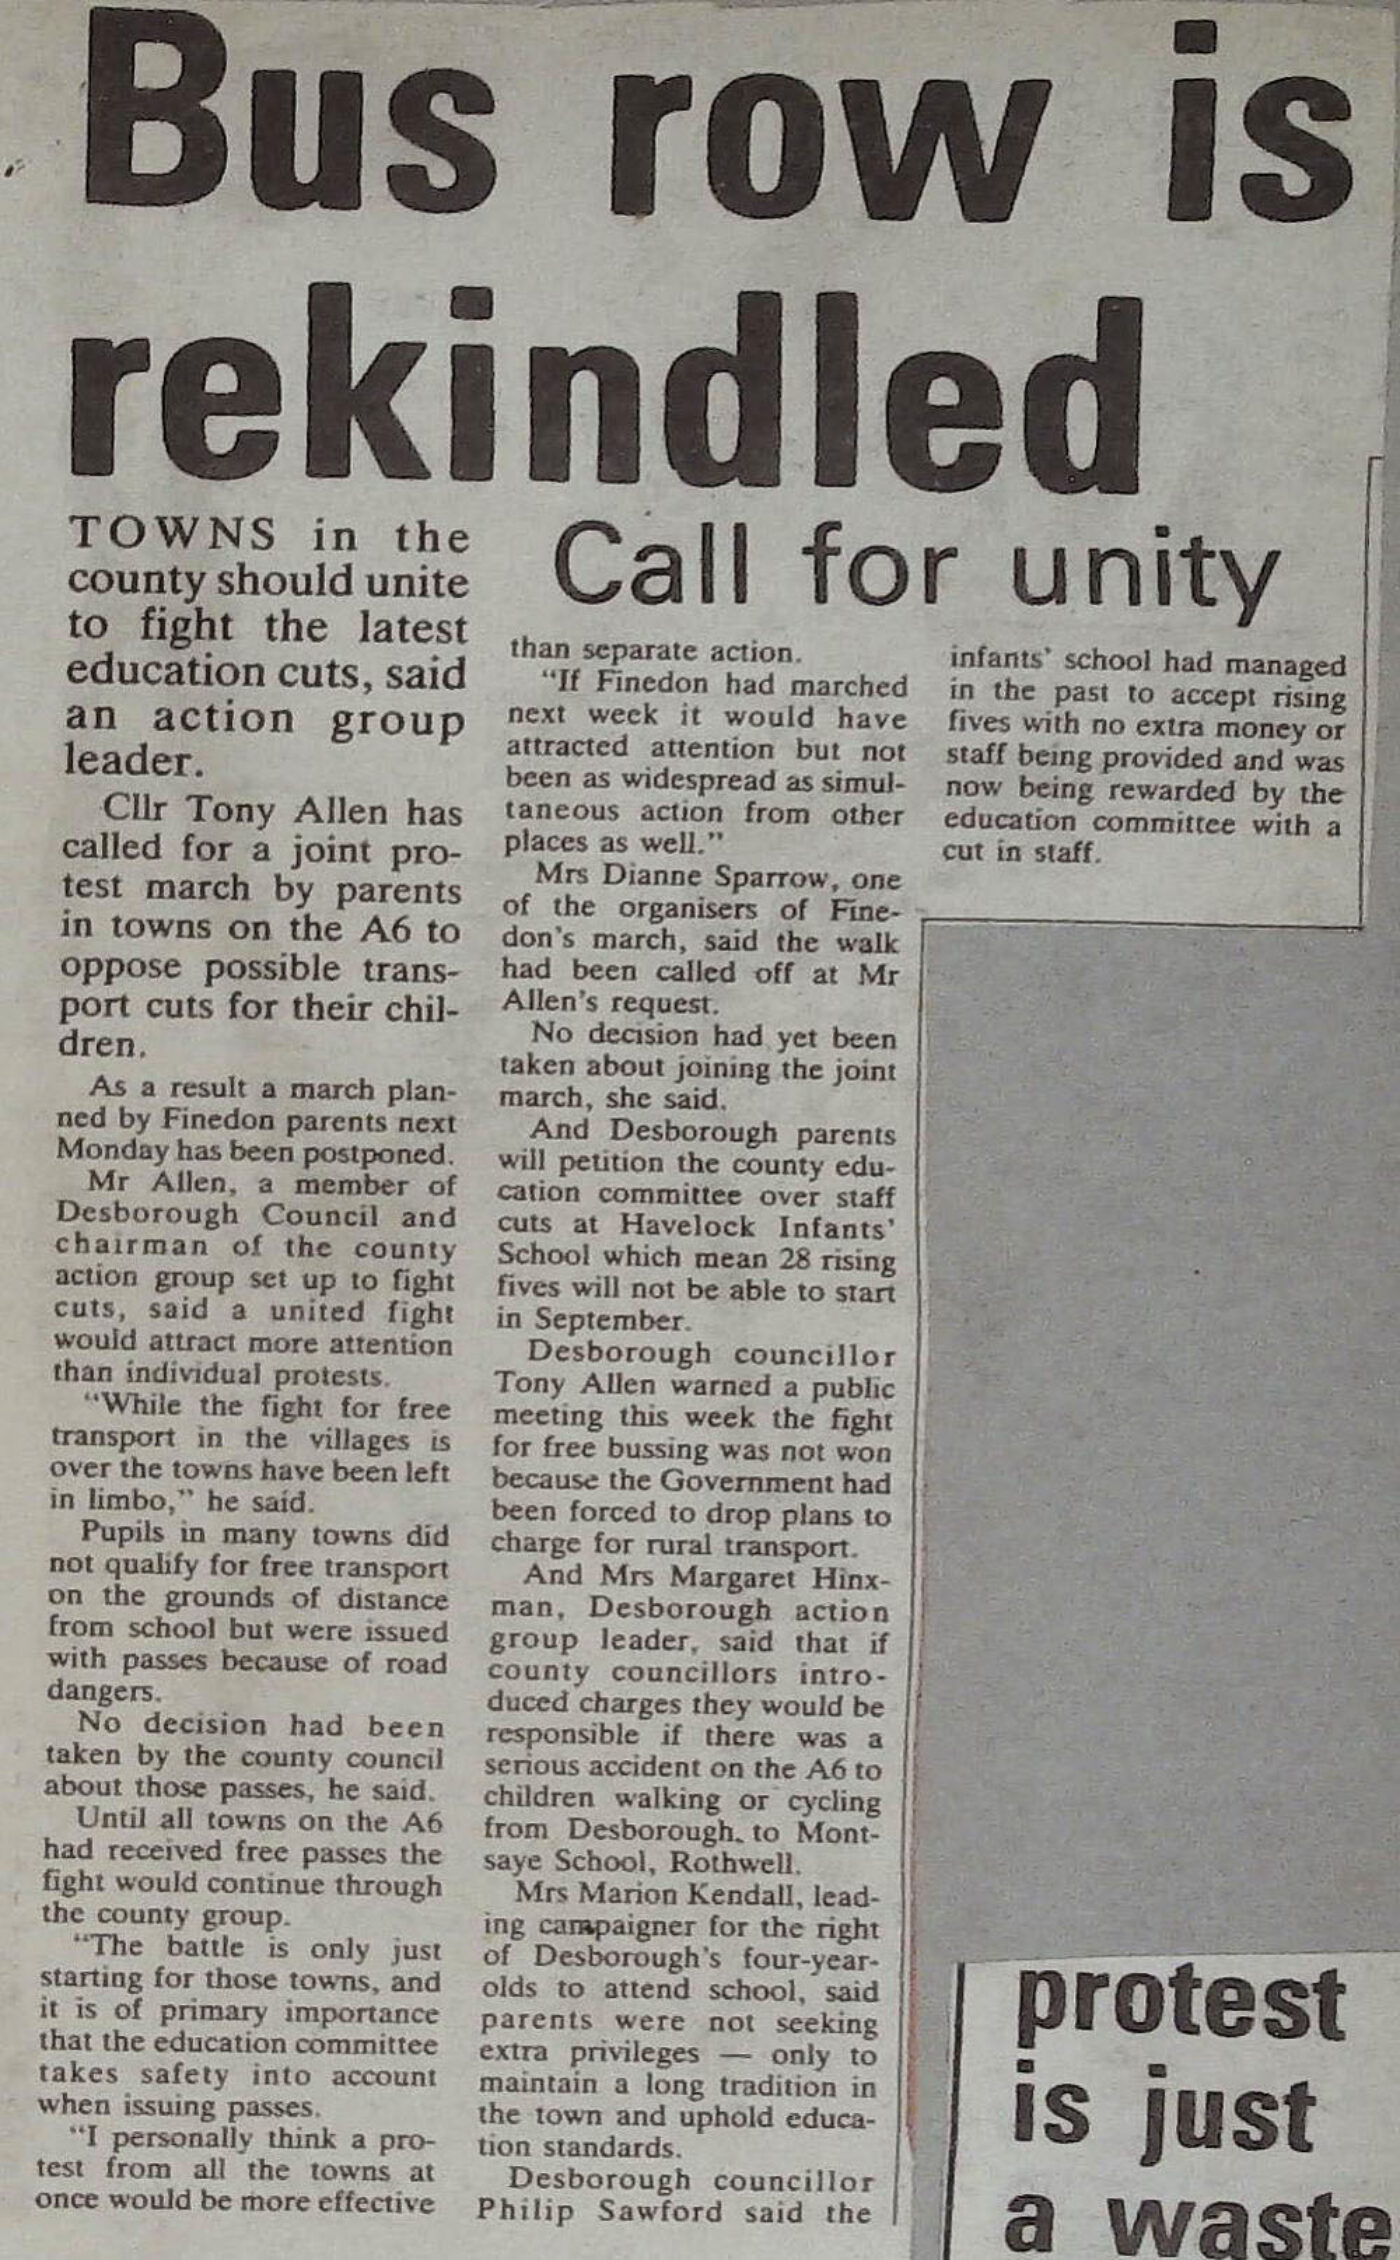 Bus row is
rekindled
Call for unity
TOWNS in the
county should unite
to fight the latest
education cuts, said
an action group
leader.
Cllr Tony Allen has
called for a joint pro-
test march by parents
in towns on the A6 to
oppose possible trans-
port cuts for their chil-
dren.
As a result a march plan-
ned by Finedon parents next
Monday has been postponed.
Mr Allen, a member of
Desborough Council and
chairman of the county
action group set up to fight
cuts, said a united fight
would attract more attention
than individual protests.
“While the fight for free
transport in the villages is
over the towns have been left
in limbo,” he said.
Pupils in many towns did
not qualify for free transport
on the grounds of distance
from school but were issued
with passes because of road
dangers.
No decision had been
taken by the county council
about those passes, he said.
Until all towns on the A6
had received free passes the
fight would continue through
the county group.
“The battle is only just
starting for those towns, and
it is of primary importance
that the education committee
takes safety into account
when issuing passes.
“I personally think a pro-
test from all the towns at
once would be more effective
than separate action.
“If Finedon had marched
next week it would have
attracted attention but not
been as widespread as simul-
taneous action from other
places as well.”
Mrs Dianne Sparrow, one
of the organisers of Fine-
don’s march, said the walk
had been called off at Mr
Allen’s request.
No decision had yet been
taken about joining the joint
march, she said.
And Desborough parents
will petition the county edu-
cation committee over staff
cuts at Havelock Infants’
School which mean 28 rising
fives will not be able to start
in September.
Desborough councillor
Tony Allen warned a public
meeting this week the fight
for free bussing was not won
because the Government had
been forced to drop plans to
charge for rural transport.
And Mrs Margaret Hinx-
man, Desborough action
group leader, said that if
county councillors intro-
duced charges they would be
responsible if there was a
serious accident on the A6 to
children walking or cycling
from Desborough to Mont-
saye School, Rothwell.
Mrs Marion Kendall, lead-
ing campaigner for the right
of Desborough’s four-year-
olds to attend school, said
parents were not seeking
extra privileges — only to
maintain a long tradition in
the town and uphold educa-
tion standards.
Desborough councillor
Philip Sawford said the
infants’ school had managed
in the past to accept rising
fives with no extra money or
staff being provided and was
now being rewarded by the
education committee with a
cut in staff.
protest
is just
a waste